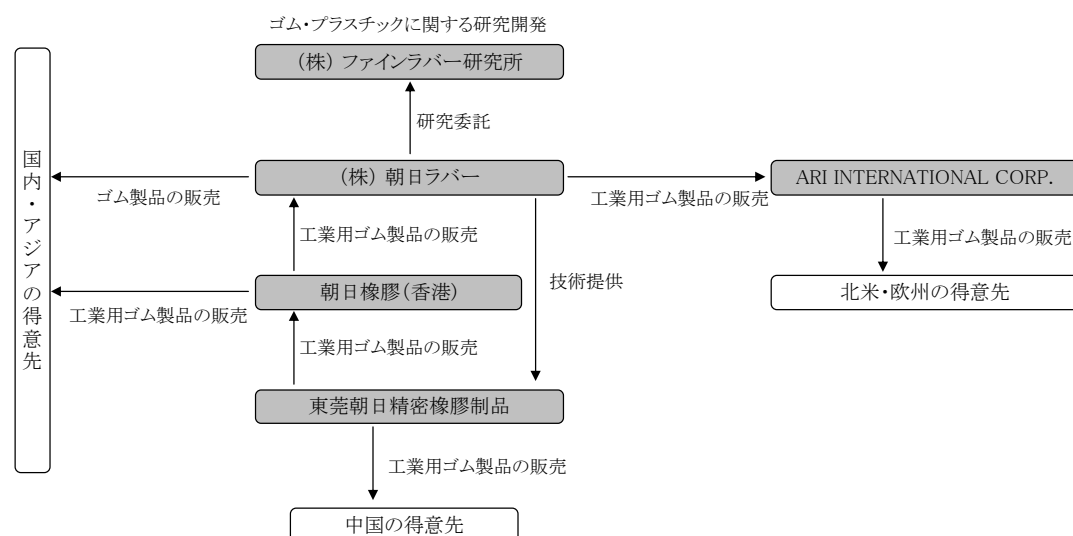 ゴム・プラスチックに関する研究開発
(株) ファインラバー研究所
研究委託
国内・アジアの得意先
(株) 朝日ラバー
ARI INTERNATIONAL CORP.
ゴム製品の販売
工業用ゴム製品の販売
工業用ゴム製品の販売
工業用ゴム製品の販売
技術提供
朝日橡膠(香港)
北米・欧州の得意先
工業用ゴム製品の販売
工業用ゴム製品の販売
東莞朝日精密橡膠制品
工業用ゴム製品の販売
中国の得意先